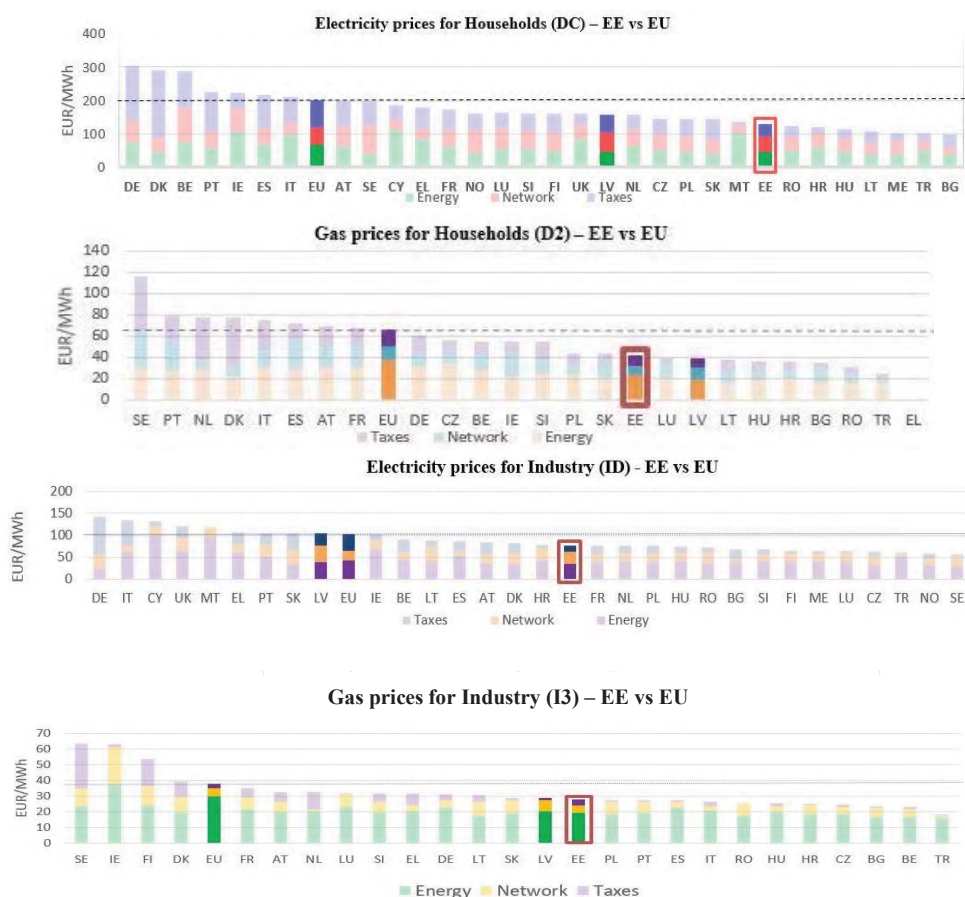 Electricity prices for Households (DC) – EE vs EU
400
300
200
100
0
EUR/MWh
DE DK BE PT IE ES IT EU AT SE CY EL FR NO LU SI FI UK LV NL CZ PL SK MT EE RO HR HU LT ME TR BG
Energy Network Taxes
Gas prices for Households (D2) – EE vs EU
140
120
100
80
60
40
20
0
EUR/MWh
SE PT NL DK IT ES AT FR EU DE CZ BE IE SI PL SK EE LU LV LT HU HR BG RO TR EL
Taxes Network Energy
Electricity prices for Industry (ID) - EE vs EU
200
150
100
50
0
EUR/MWh
DE IT CY UK MT EL PT SK LV EU IE BE LT ES AT DK HR EE FR NL PL HU RO BG SI FI ME LU CZ TR NO SE
Taxes Network Energy
Gas prices for Industry (I3) – EE vs EU
70
60
50
40
30
20
10
0
EUR/MWh
SE IE FI DK EU FR AT NL LU SI EL DE LT SK LV EE PL PT ES IT RO HU HR CZ BG BE TR
Energy Network Taxes